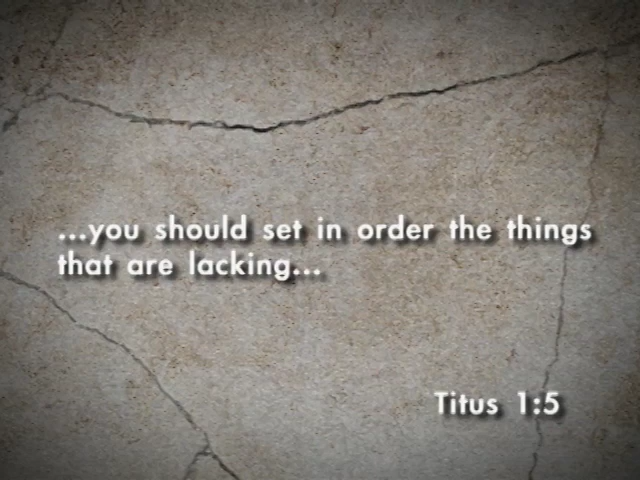 ...you should set in order the things
that are lacking...
Titus 1:5